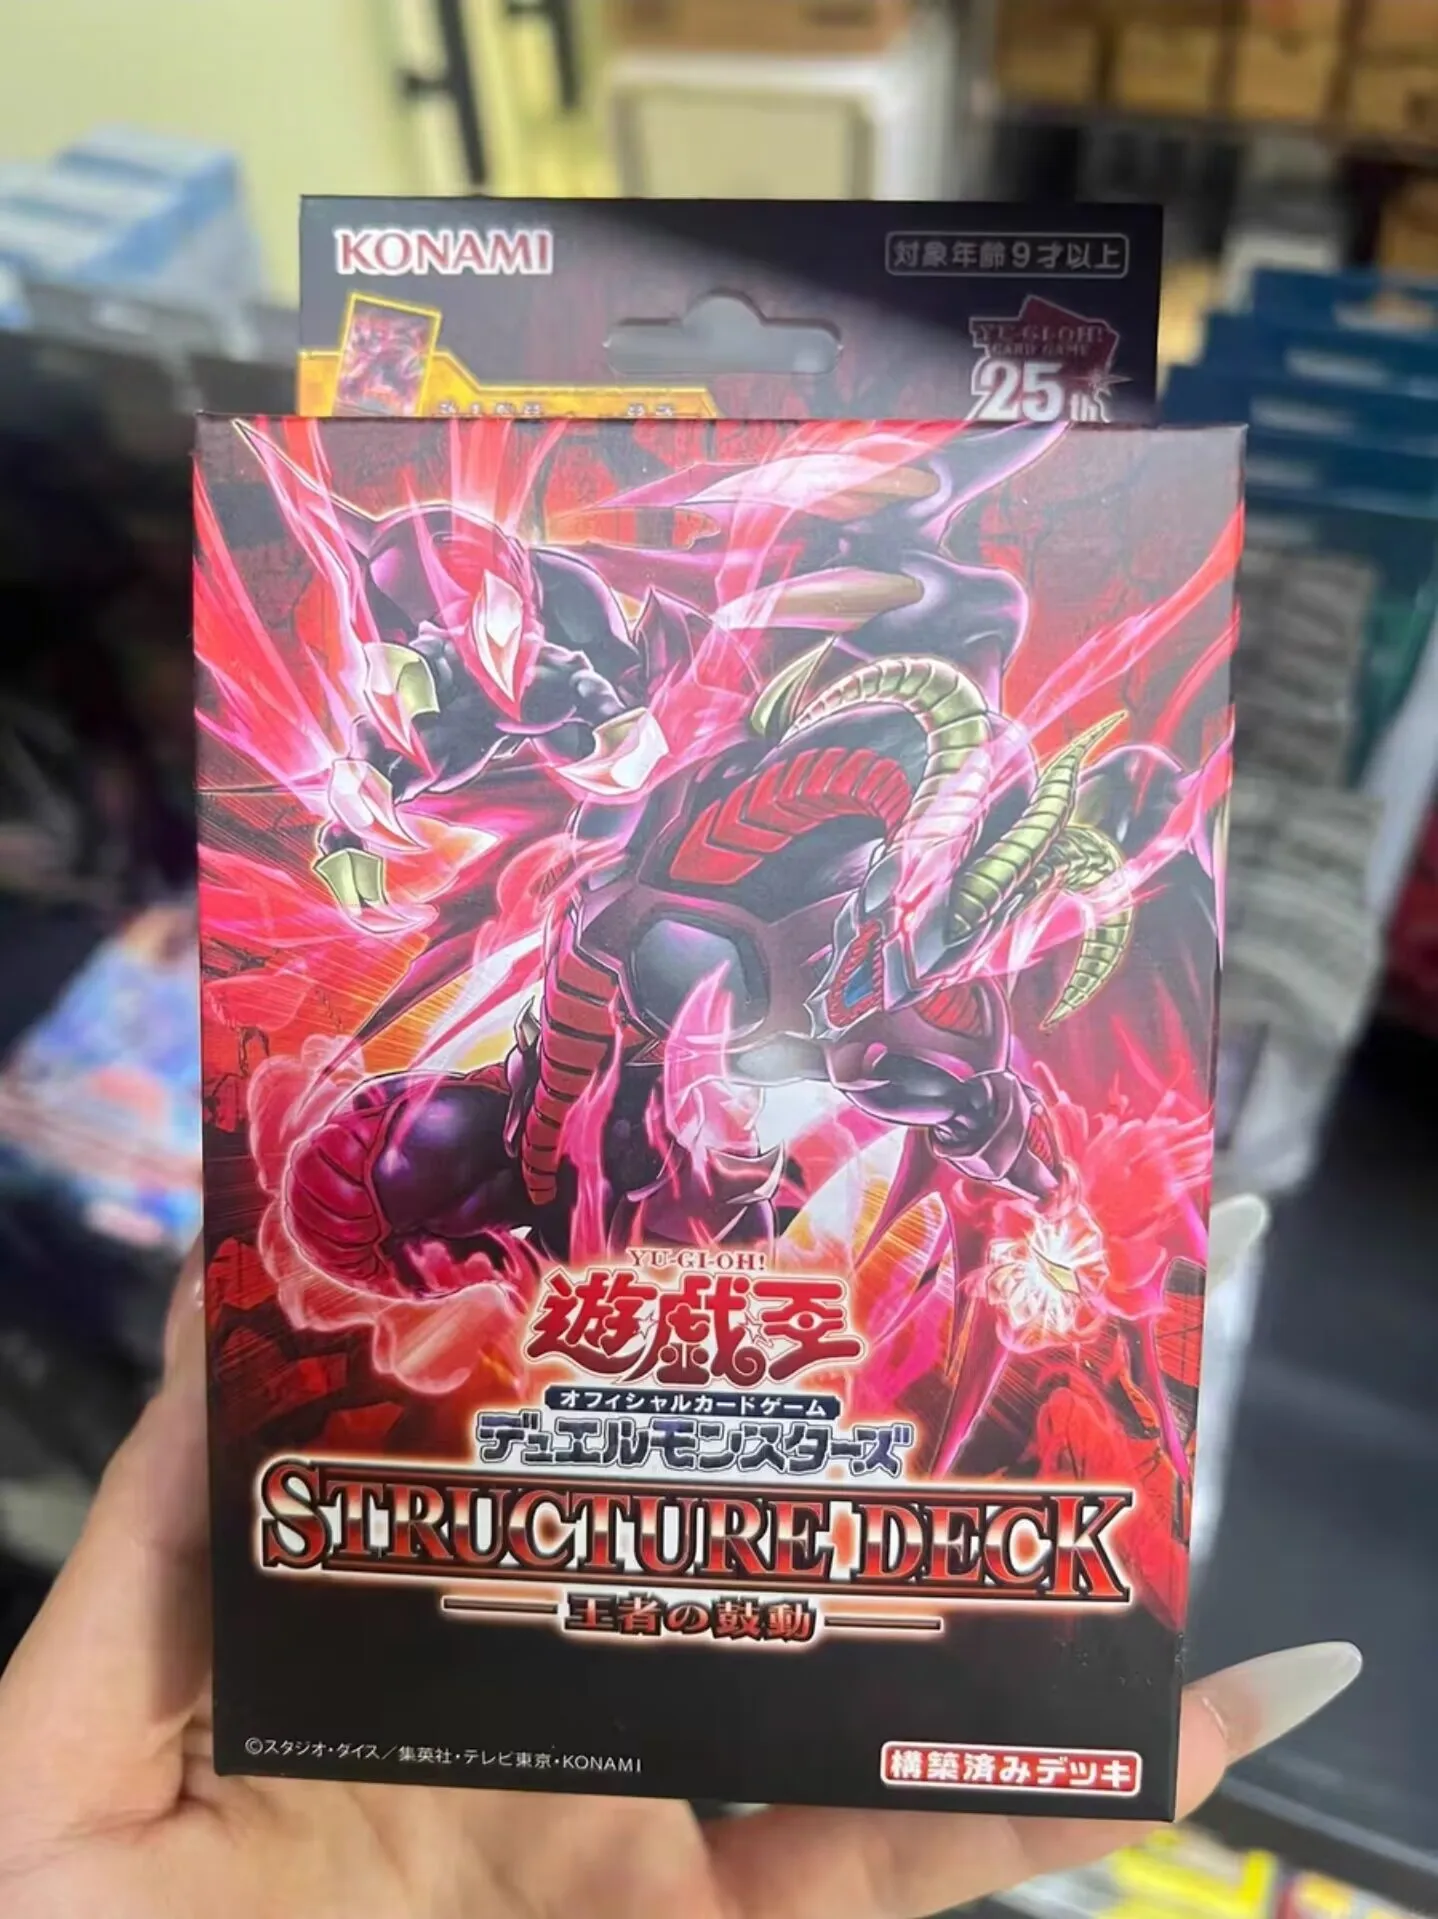 KONAMI
対象年齢9才以上
YU-GI-OH!
CARD GAME
25th
YU-GI-OH!
遊戯王
オフィシャルカードゲーム
デュエルモンスターズ
STRUCTURE DECK
王者の鼓動
©スタジオ・ダイス／集英社・テレビ東京・KONAMI
構築済みデッキ